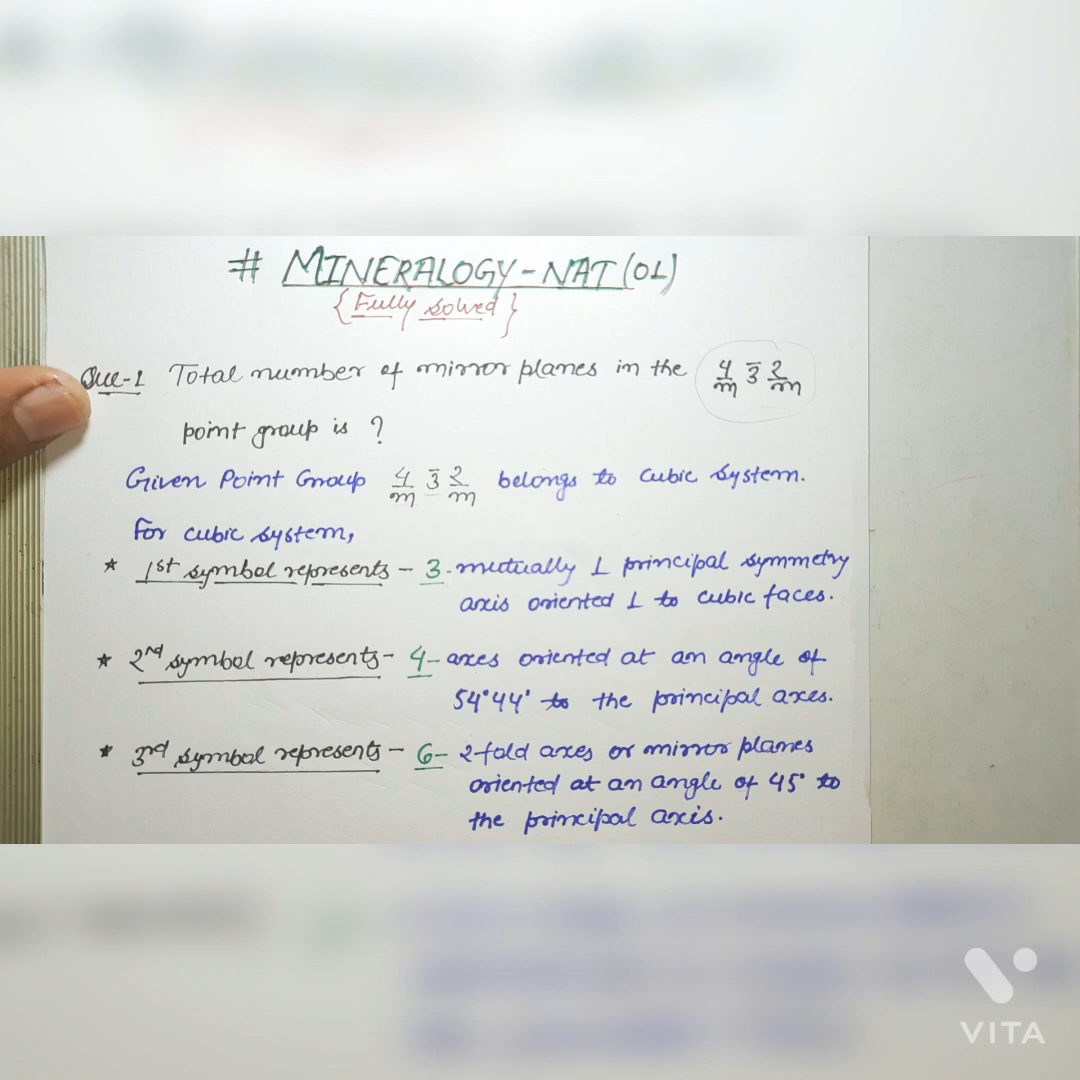 # MINERALOGY-NAT (01)
{Fully solved}
Que-1 Total number of mirror planes in the 4/m 3̅ 2/m
point group is ?
Given Point Group 4/m 3̅ 2/m belongs to cubic system.
For cubic system,
* 1st symbol represents - 3. mutually ⊥ principal symmetry
axis oriented ⊥ to cubic faces.
* 2nd symbol represents - 4- axes oriented at an angle of
54°44' to the principal axes.
* 3rd symbol represents - 6- 2 fold axes or mirror planes
oriented at an angle of 45° to
the principal axis.
VITA